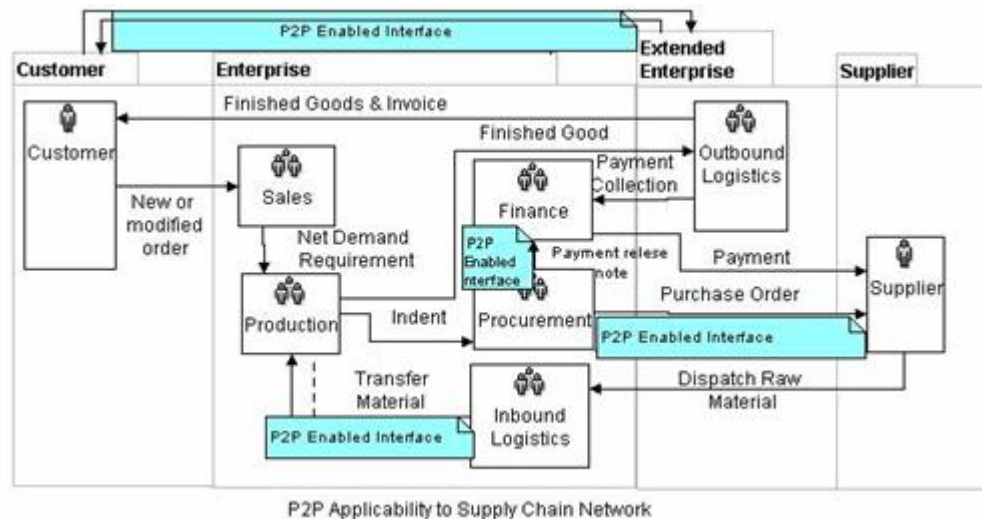 P2P Enabled Interface
Customer
Enterprise
Extended
Enterprise
Supplier
Finished Goods & Invoice
Customer
Finished Good
Outbound
Logistics
Payment
Collection
Sales
Finance
New or
modified
order
Net Demand
Requirement
P2P
Enabled
nterface
Payment relese
note
Payment
Supplier
Production
Indent
Procurement
Purchase Order
P2P Enabled Interface
Transfer
Material
Inbound
Logistics
Dispatch Raw
Material
P2P Enabled Interface
P2P Applicability to Supply Chain Network